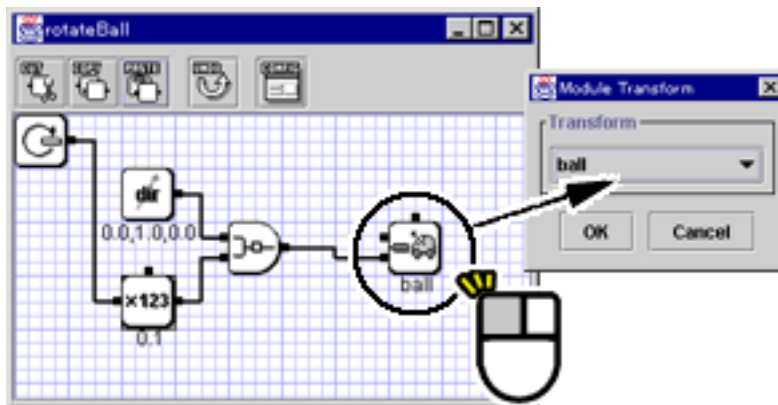 rotateBall
Module Transform
Transform
ball
OK Cancel
dir
0.0,1.0,0.0
×123
0.1
ball